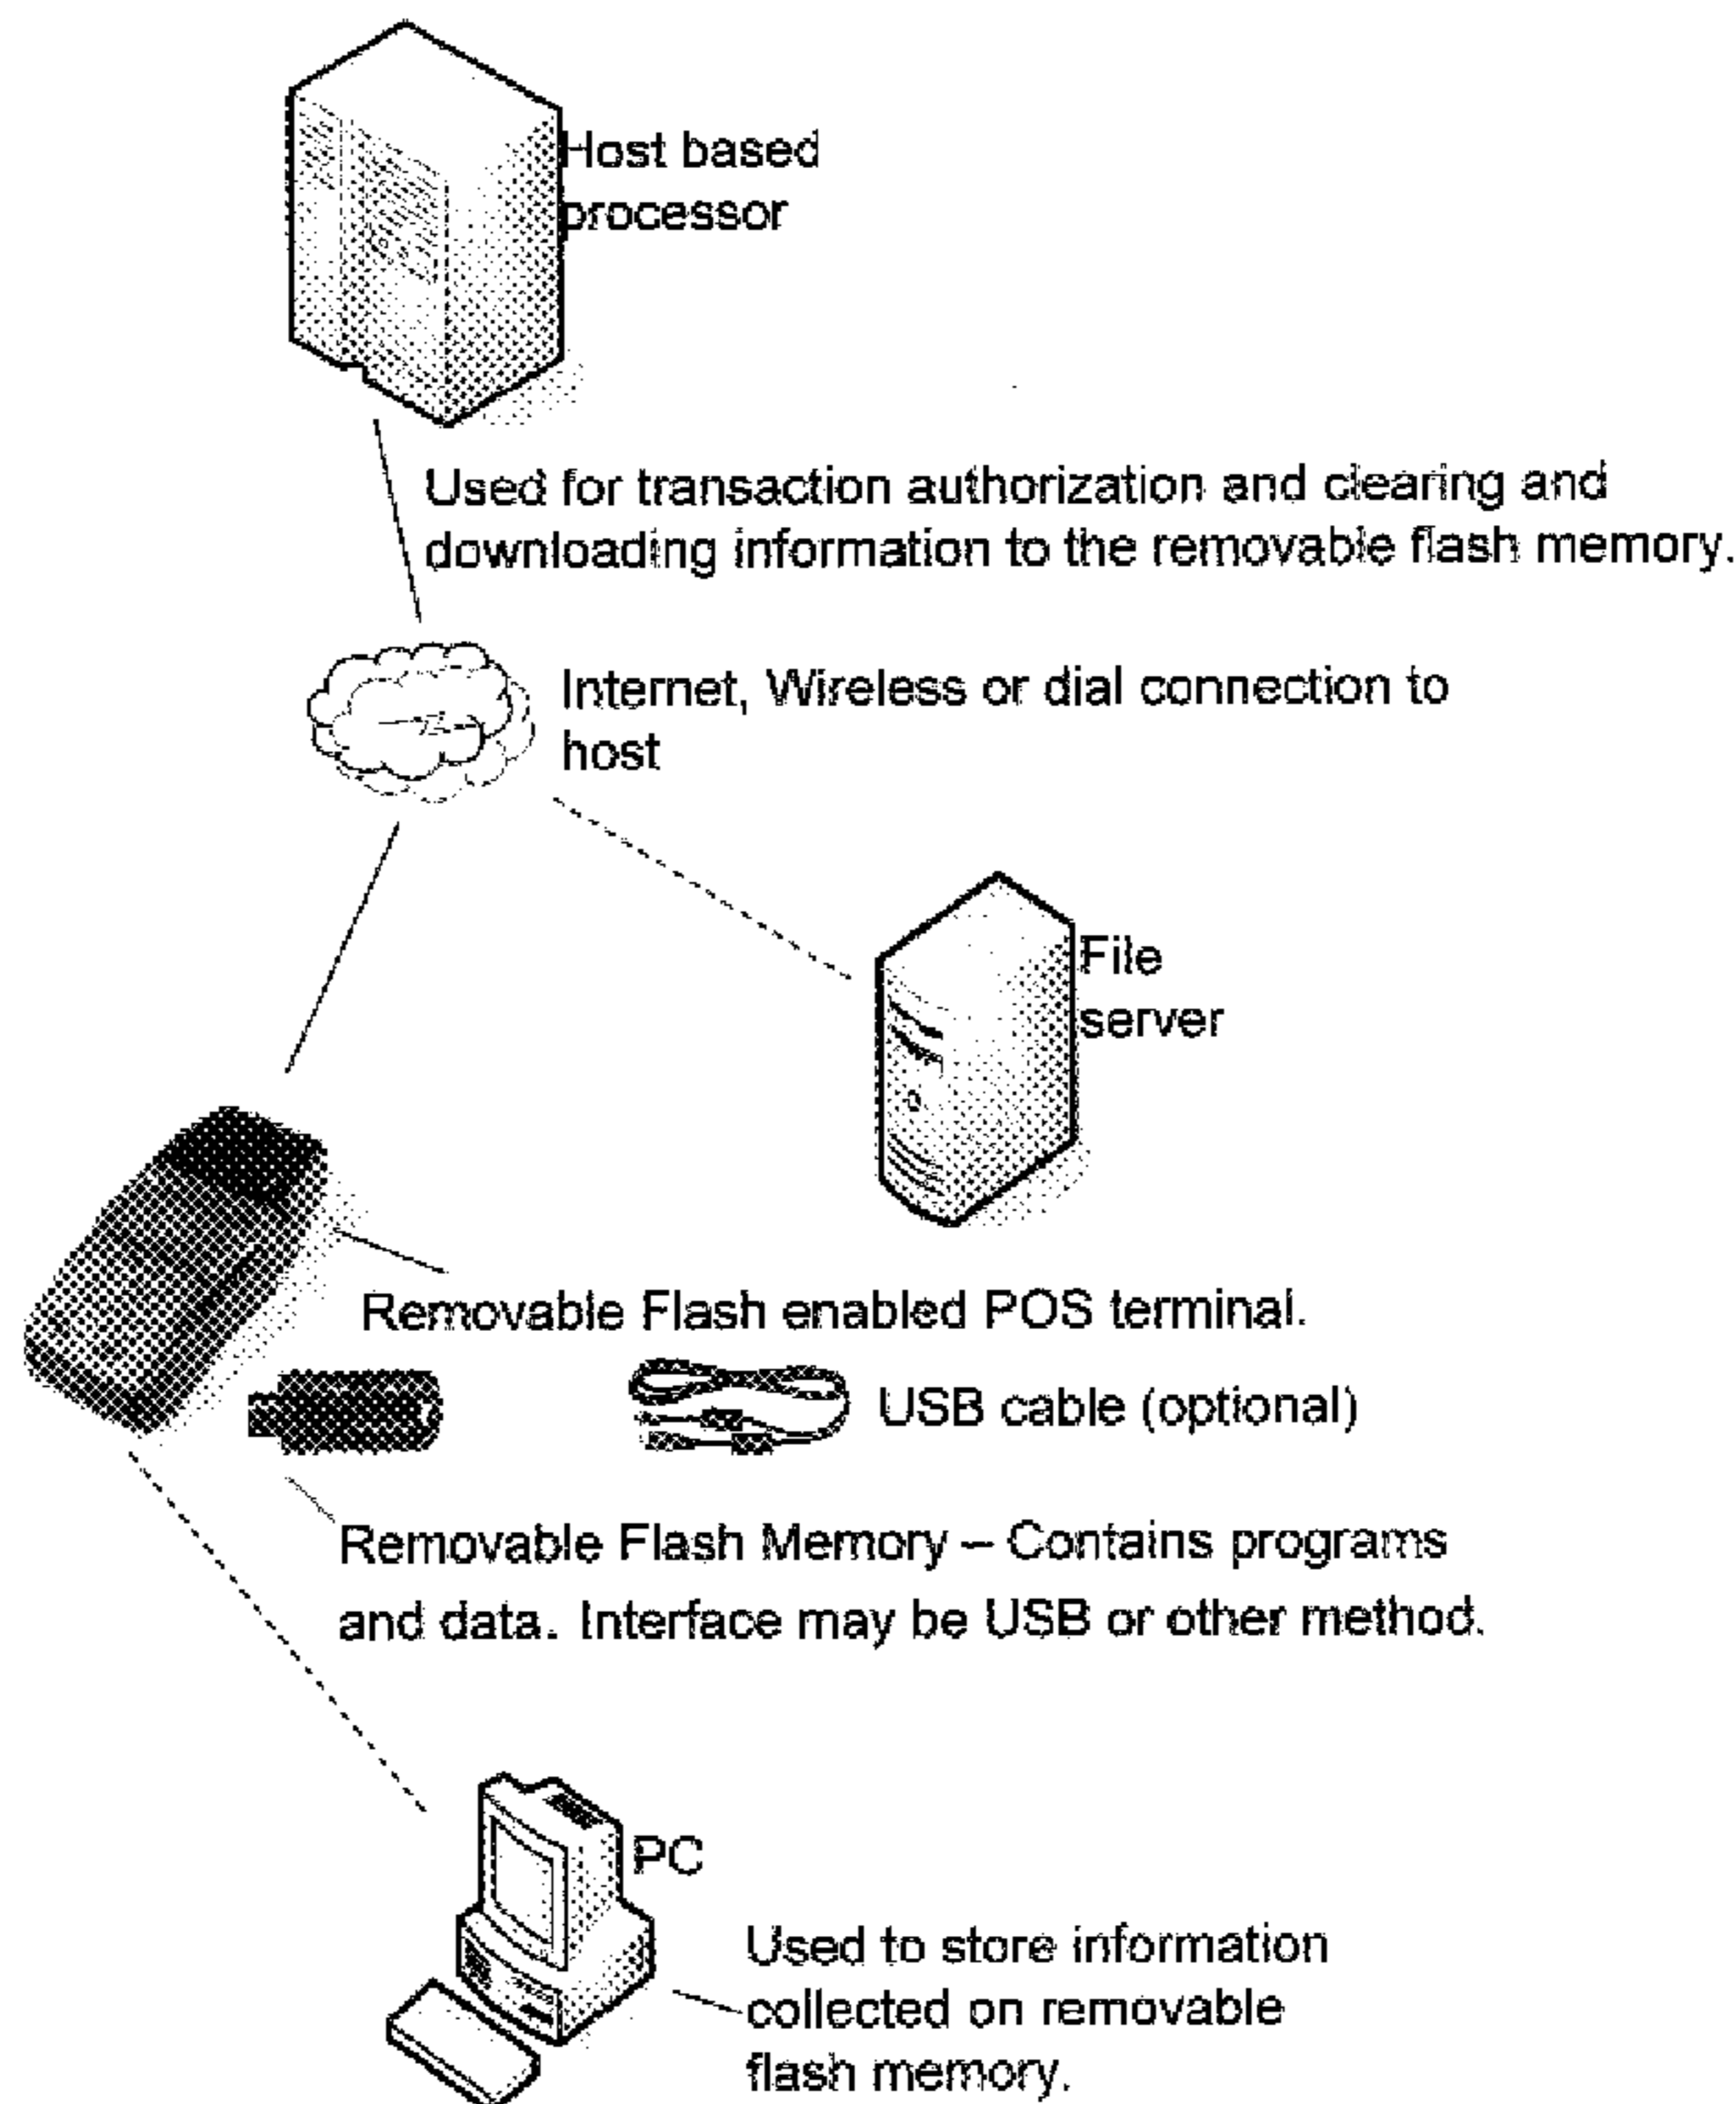 Host based
processor
Used for transaction authorization and clearing and
downloading information to the removable flash memory.
Internet, Wireless or dial connection to
host
File
server
Removable Flash enabled POS terminal.
USB cable (optional)
Removable Flash Memory – Contains programs
and data. Interface may be USB or other method.
PC
Used to store information
collected on removable
flash memory.